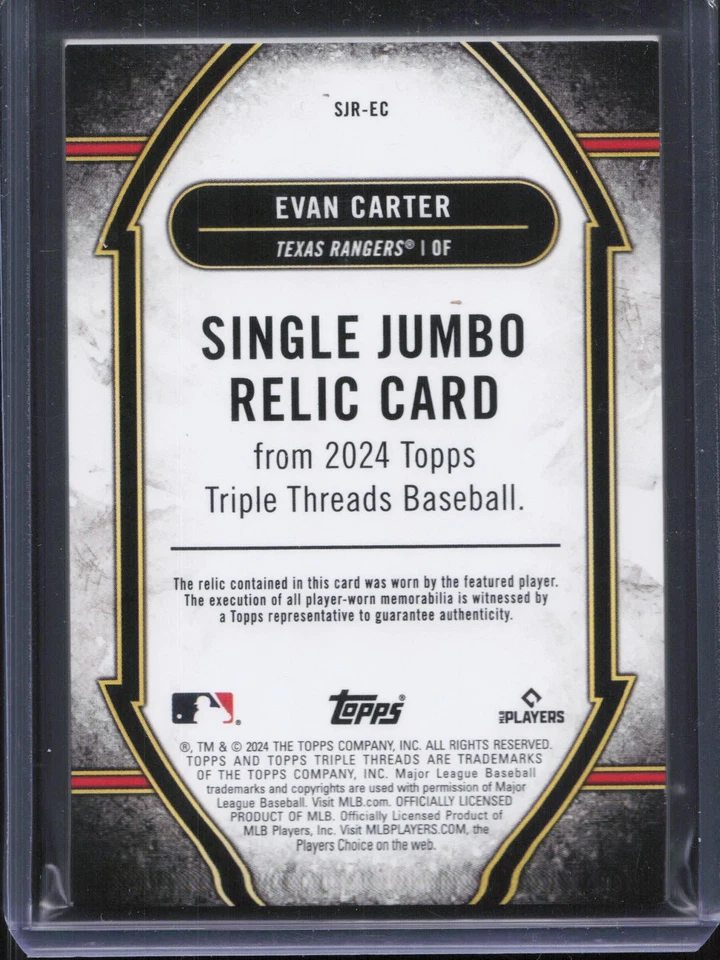 SJR-EC
EVAN CARTER
TEXAS RANGERS® | OF
SINGLE JUMBO
RELIC CARD
from 2024 Topps
Triple Threads Baseball.
The relic contained in this card was worn by the featured player.
The execution of all player-worn memorabilia is witnessed by
a Topps representative to guarantee authenticity.
® topps® MLB PLAYERS
®, TM & © 2024 THE TOPPS COMPANY, INC. ALL RIGHTS RESERVED.
TOPPS AND TOPPS TRIPLE THREADS ARE TRADEMARKS
OF THE TOPPS COMPANY, INC. Major League Baseball
trademarks and copyrights are used with permission of Major
League Baseball. Visit MLB.com. OFFICIALLY LICENSED
PRODUCT OF MLB. Officially Licensed Product of
MLB Players, Inc. Visit MLBPLAYERS.COM, the
Players Choice on the web.